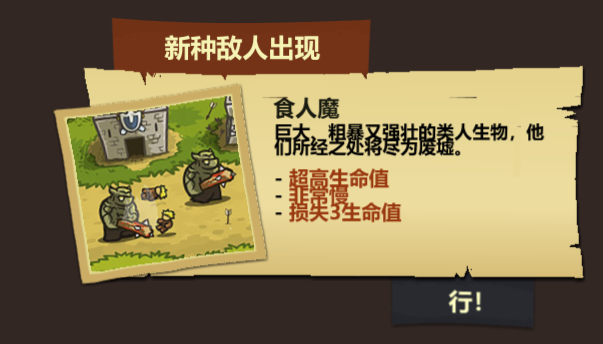 新种敌人出现
食人魔
巨大、粗暴又强壮的类人生物，他
们所经之处将尽为废墟。
- 超高生命值
- 非常慢
- 损失3生命值
行!